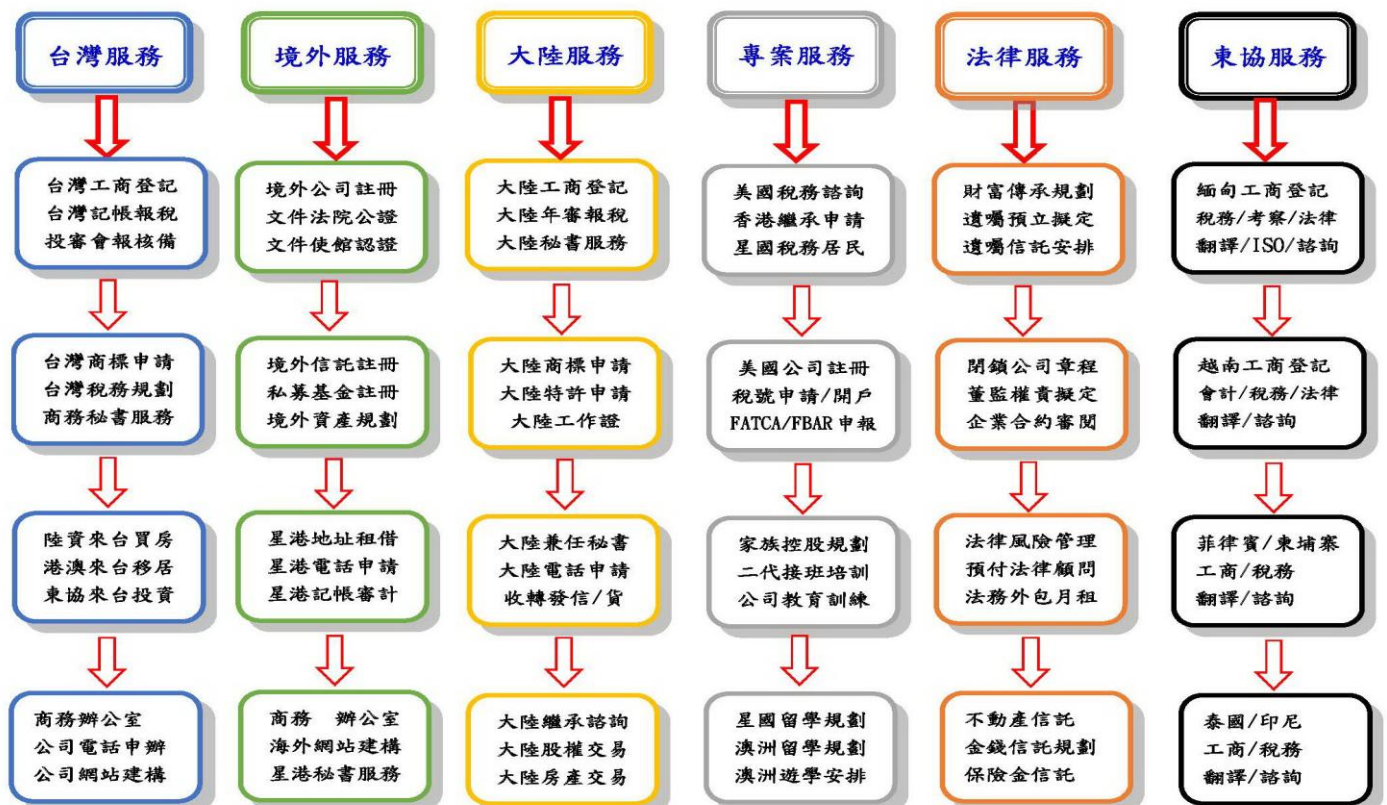 台灣服務
台灣工商登記
台灣記帳報稅
投審會報核備
台灣商標申請
台灣稅務規劃
商務秘書服務
陸資來台買房
港澳來台移居
東協來台投資
商務辦公室
公司電話申辦
公司網站建構
境外服務
境外公司註冊
文件法院公證
文件使館認證
境外信託註冊
私募基金註冊
境外資產規劃
星港地址租借
星港電話申請
星港記帳審計
商務 辦公室
海外網站建構
星港秘書服務
大陸服務
大陸工商登記
大陸年審報稅
大陸秘書服務
大陸商標申請
大陸特許申請
大陸工作證
大陸兼任秘書
大陸電話申請
收轉發信/貨
大陸繼承諮詢
大陸股權交易
大陸房產交易
專案服務
美國稅務諮詢
香港繼承申請
星國稅務居民
美國公司註冊
稅號申請/開戶
FATCA/FBAR申報
家族控股規劃
二代接班培訓
公司教育訓練
星國留學規劃
澳洲留學規劃
澳洲遊學安排
法律服務
財富傳承規劃
遺囑預立擬定
遺囑信託安排
閉鎖公司章程
董監權責擬定
企業合約審閱
法律風險管理
預付法律顧問
法務外包月租
不動產信託
金錢信託規劃
保險金信託
東協服務
緬甸工商登記
稅務/考察/法律
翻譯/ISO/諮詢
越南工商登記
會計/稅務/法律
翻譯/諮詢
菲律賓/柬埔寨
工商/稅務
翻譯/諮詢
泰國/印尼
工商/稅務
翻譯/諮詢